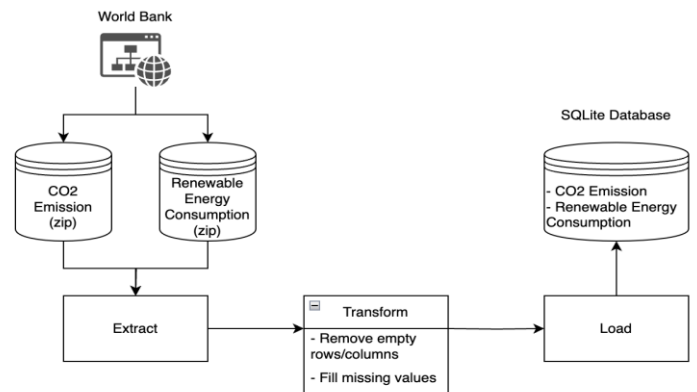 World Bank
SQLite Database
CO2
Emission
(zip)
Renewable
Energy
Consumption
(zip)
- CO2 Emission
- Renewable Energy
Consumption
Extract
Transform
- Remove empty
rows/columns
- Fill missing values
Load